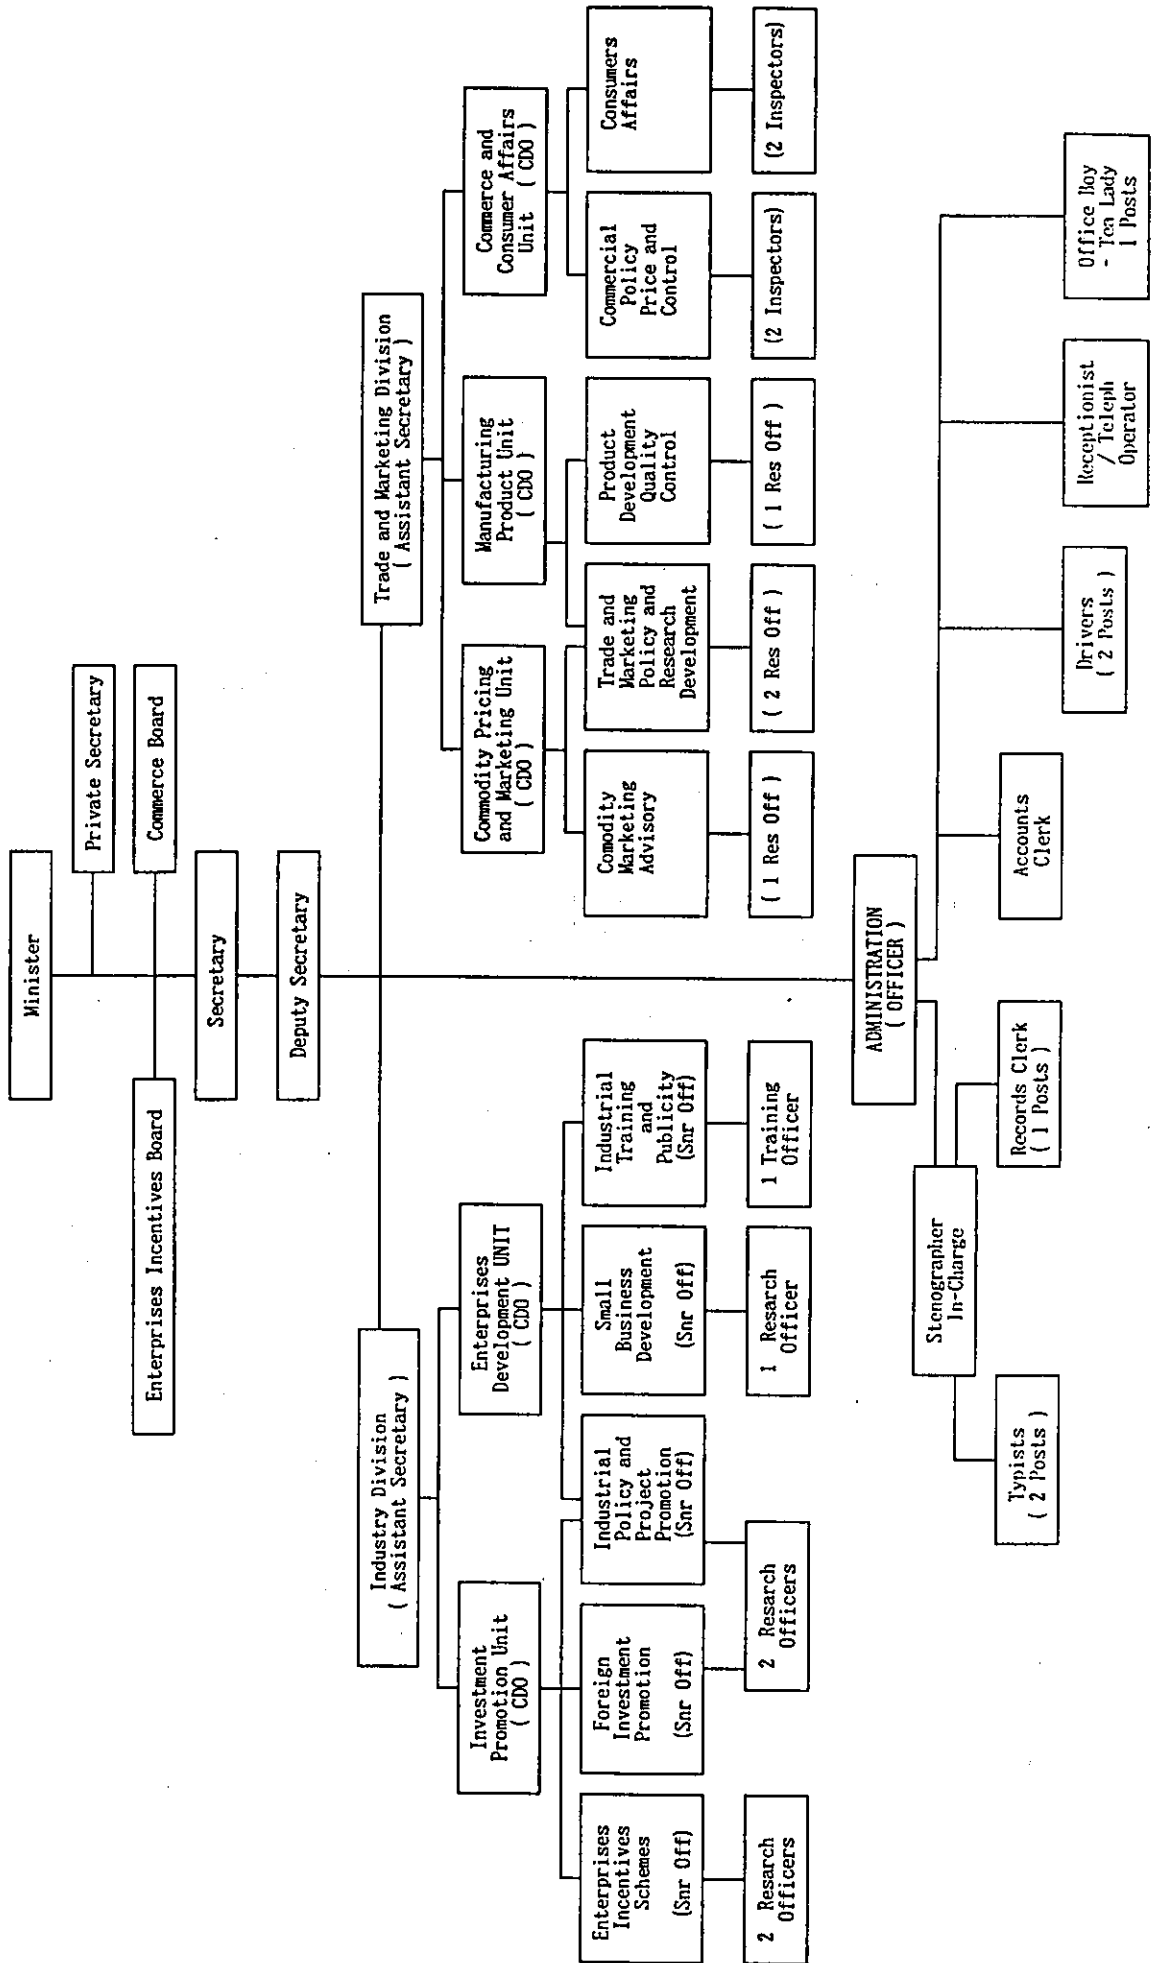 Minister
Private Secretary
Enterprises Incentives Board
Commerce Board
Secretary
Deputy Secretary
Industry Division
( Assistant Secretary )
Trade and Marketing Division
( Assistant Secretary )
Investment
Promotion Unit
( CDO )
Enterprises
Development UNIT
( CDO )
Commodity Pricing
and Marketing Unit
( CDO )
Manufacturing
Product Unit
( CDO )
Commerce and
Consumer Affairs
Unit ( CDO )
Enterprises
Incentives
Schemes
(Snr Off)
Foreign
Investment
Promotion
(Snr Off)
Industrial
Policy and
Project
Promotion
(Snr Off)
Small
Business
Development
(Snr Off)
Industrial
Training
and
Publicity
(Snr Off)
Comodity
Marketing
Advisory
Trade and
Marketing
Policy and
Research
Development
Product
Development
Quality
Control
Commercial
Policy
Price and
Control
Consumers
Affairs
2 Resarch
Officers
2 Resarch
Officers
1 Resarch
Officer
1 Training
Officer
( 1 Res Off )
( 2 Res Off )
( 1 Res Off )
(2 Inspectors)
(2 Inspectors)
ADMINISTRATION
( OFFICER )
Stenographer
In-Charge
Typists
( 2 Posts )
Records Clerk
( 1 Posts )
Accounts
Clerk
Drivers
( 2 Posts )
Receptionist
/ Teleph
Operator
Office Boy
- Tea Lady
1 Posts